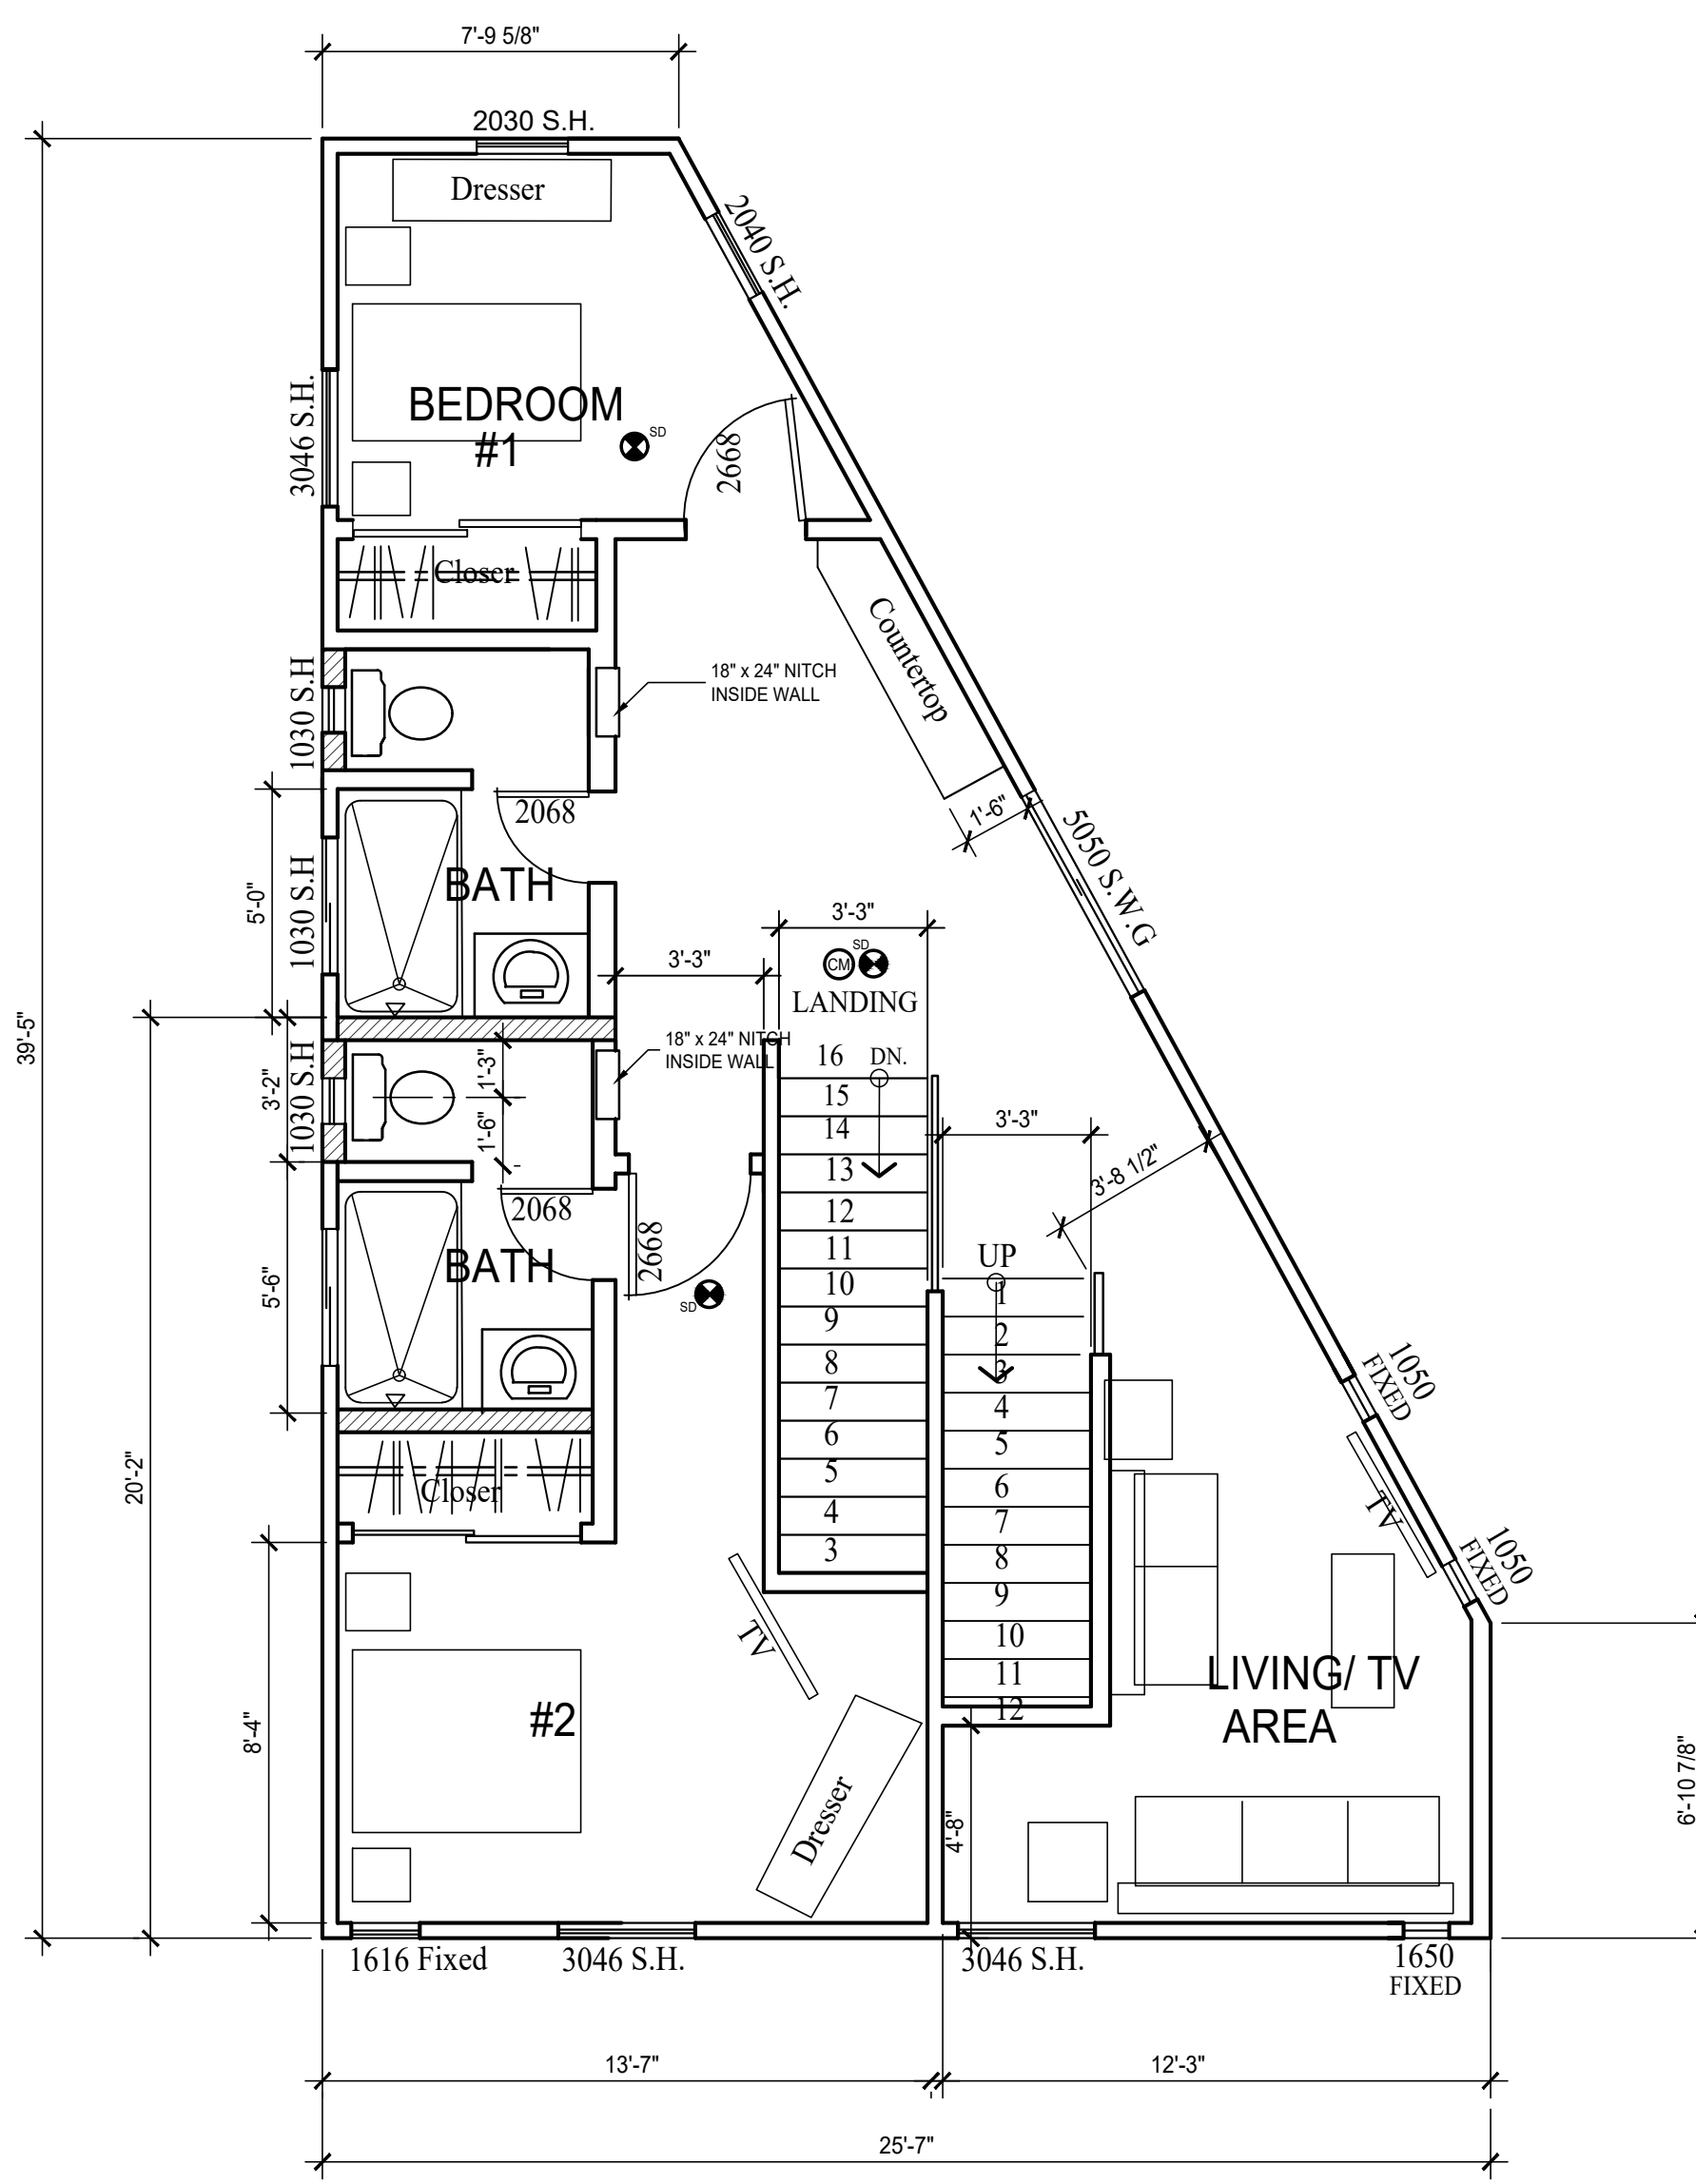 7'-9 5/8"
2030 S.H.
Dresser
2040 S.H.
39'-5"
3046 S.H.
BEDROOM
#1
SD
2668
Closer
Countertop
18" x 24" NITCH
INSIDE WALL
1030 S.H
2068
1'-6"
5050 S.W.G
5'-0"
1030 S.H
BATH
3'-3"
3'-3"
CM
SD
LANDING
18" x 24" NITCH
INSIDE WALL
16
DN.
15
14
13
12
11
10
9
8
7
6
5
4
3
3'-2"
1030 S.H
1'-3"
1'-6"
3'-3"
3'-8 1/2"
2068
2668
BATH
SD
5'-6"
UP
1
2
3
4
5
6
7
8
9
10
11
12
1050
FIXED
TV
1050
FIXED
20'-2"
Closer
TV
8'-4"
#2
Dresser
LIVING/ TV
AREA
4'-8"
6'-10 7/8"
1616 Fixed
3046 S.H.
3046 S.H.
1650
FIXED
13'-7"
12'-3"
25'-7"